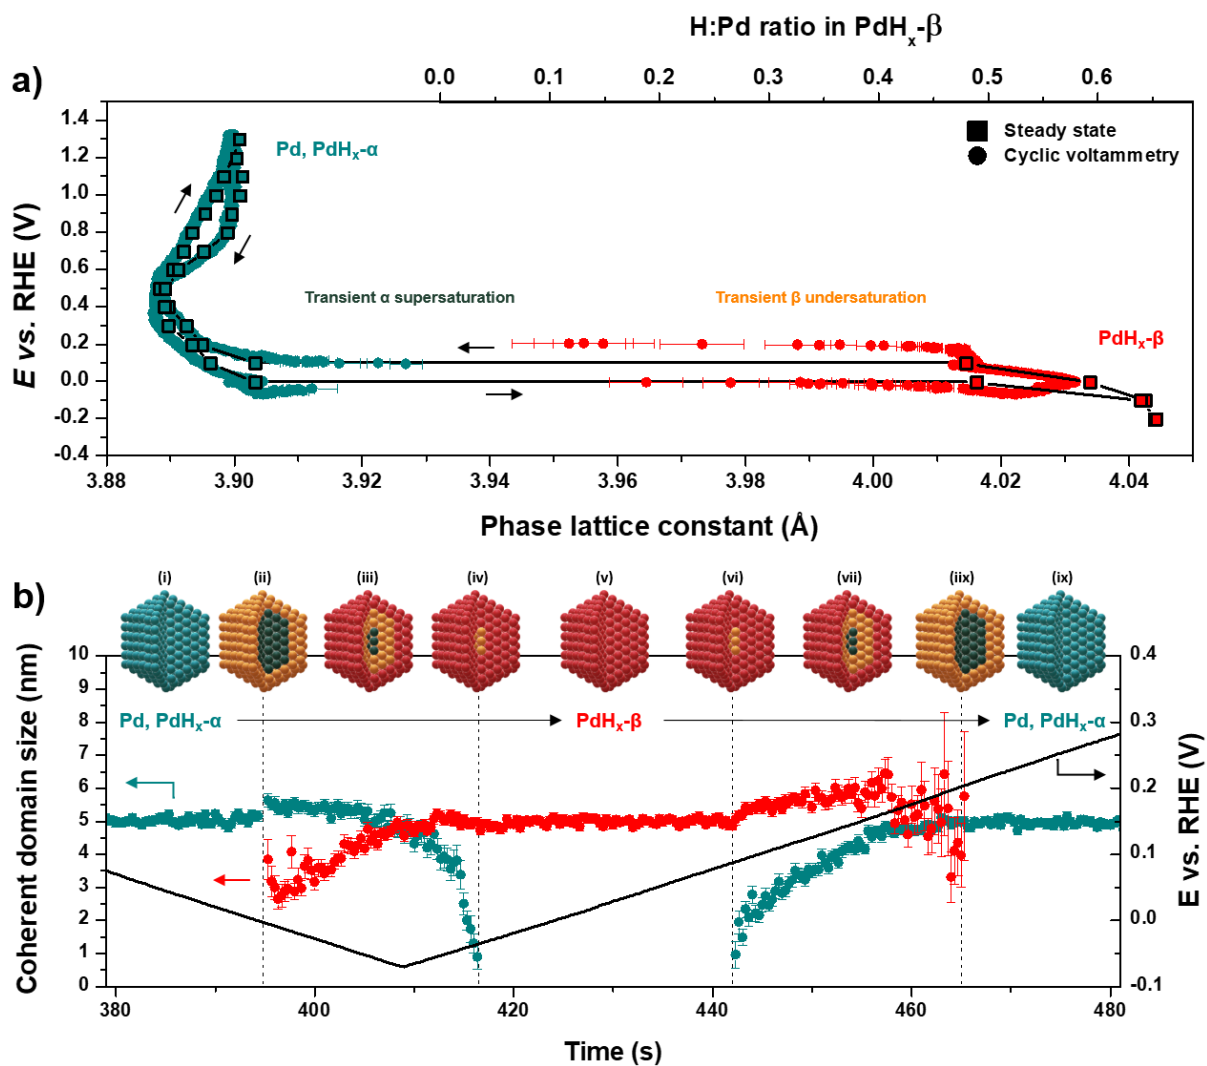 H:Pd ratio in PdHx-β
a)
0.0 0.1 0.2 0.3 0.4 0.5 0.6
1.4
1.2
1.0
0.8
0.6
0.4
0.2
0.0
-0.2
-0.4
E vs. RHE (V)
Pd, PdHx-α
Steady state
Cyclic voltammetry
Transient α supersaturation
Transient β undersaturation
PdHx-β
3.88 3.90 3.92 3.94 3.96 3.98 4.00 4.02 4.04
Phase lattice constant (Å)
b)
(i) (ii) (iii) (iv) (v) (vi) (vii) (iix) (ix)
10
9
8
7
6
5
4
3
2
1
0
Coherent domain size (nm)
Pd, PdHx-α
PdHx-β
Pd, PdHx-α
0.4
0.3
0.2
0.1
0.0
-0.1
E vs. RHE (V)
380 400 420 440 460 480
Time (s)